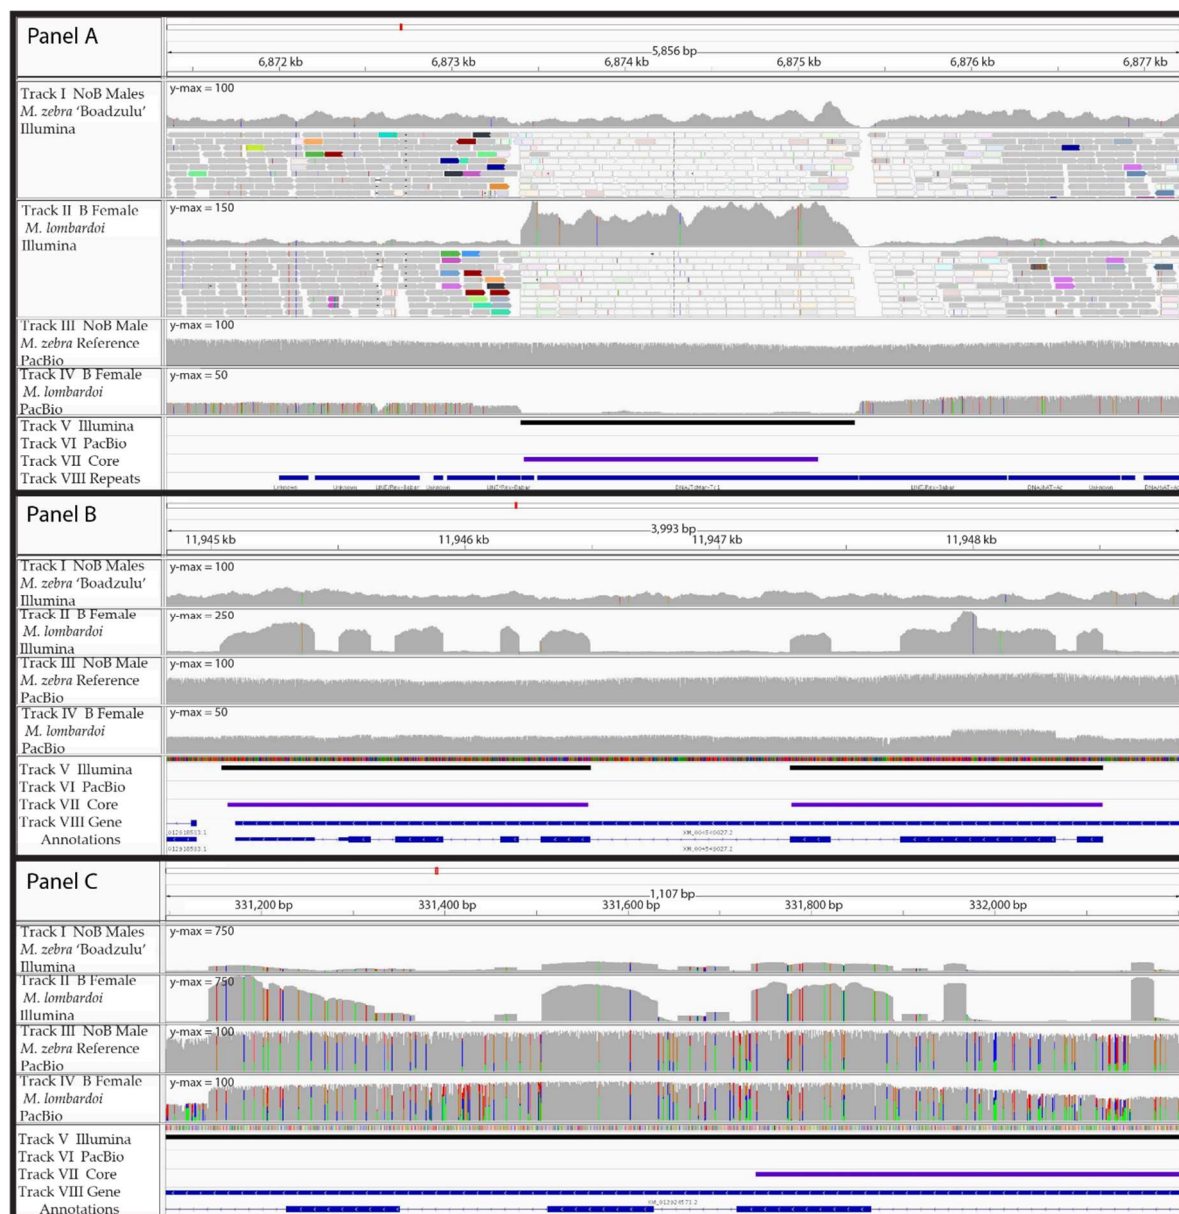 Panel A
5,856 bp
6,872 kb 6,873 kb 6,874 kb 6,875 kb 6,876 kb 6,877 kb
Track I NoB Males
M. zebra 'Boadzulu'
Illumina
y-max = 100
Track II B Female
M. lombardoi
Illumina
y-max = 150
Track III NoB Male
M. zebra Reference
PacBio
y-max = 100
Track IV B Female
M. lombardoi
PacBio
y-max = 50
Track V Illumina
Track VI PacBio
Track VII Core
Track VIII Repeats
Unknown Unknown Unknown Unknown
Panel B
3,993 bp
11,945 kb 11,946 kb 11,947 kb 11,948 kb
Track I NoB Males
M. zebra 'Boadzulu'
Illumina
y-max = 100
Track II B Female
M. lombardoi
Illumina
y-max = 250
Track III NoB Male
M. zebra Reference
PacBio
y-max = 100
Track IV B Female
M. lombardoi
PacBio
y-max = 50
Track V Illumina
Track VI PacBio
Track VII Core
Track VIII Gene
Annotations
Panel C
1,107 bp
331,200 bp 331,400 bp 331,600 bp 331,800 bp 332,000 bp
Track I NoB Males
M. zebra 'Boadzulu'
Illumina
y-max = 750
Track II B Female
M. lombardoi
Illumina
y-max = 750
Track III NoB Male
M. zebra Reference
PacBio
y-max = 100
Track IV B Female
M. lombardoi
PacBio
y-max = 100
Track V Illumina
Track VI PacBio
Track VII Core
Track VIII Gene
Annotations